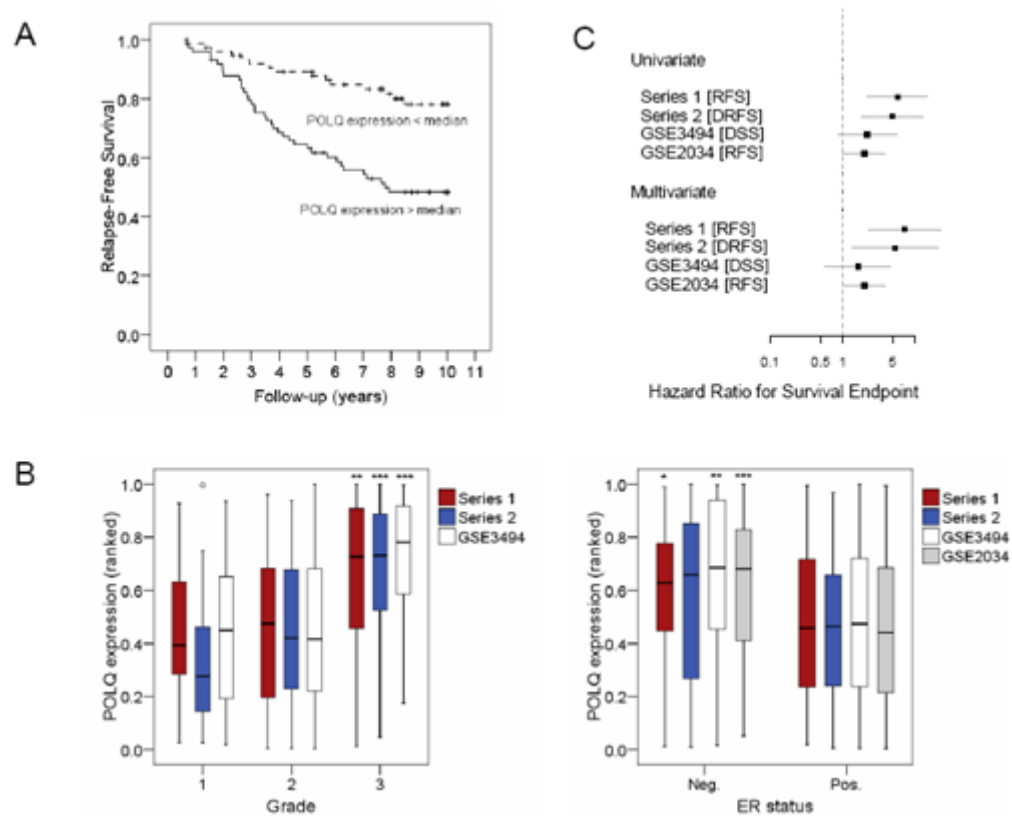 A
1.0
0.8
0.6
0.4
0.2
0.0
Relapse-Free Survival
POLQ expression < median
POLQ expression > median
0 1 2 3 4 5 6 7 8 9 10 11
Follow-up (years)
C
Univariate
Series 1 [RFS]
Series 2 [DRFS]
GSE3494 [DSS]
GSE2034 [RFS]
Multivariate
Series 1 [RFS]
Series 2 [DRFS]
GSE3494 [DSS]
GSE2034 [RFS]
0.1 0.5 1 5
Hazard Ratio for Survival Endpoint
B
POLQ expression (ranked)
1.0
0.8
0.6
0.4
0.2
0.0
** *** ***
1 2 3
Grade
Series 1
Series 2
GSE3494
POLQ expression (ranked)
1.0
0.8
0.6
0.4
0.2
0.0
* ** ***
Neg. Pos.
ER status
Series 1
Series 2
GSE3494
GSE2034